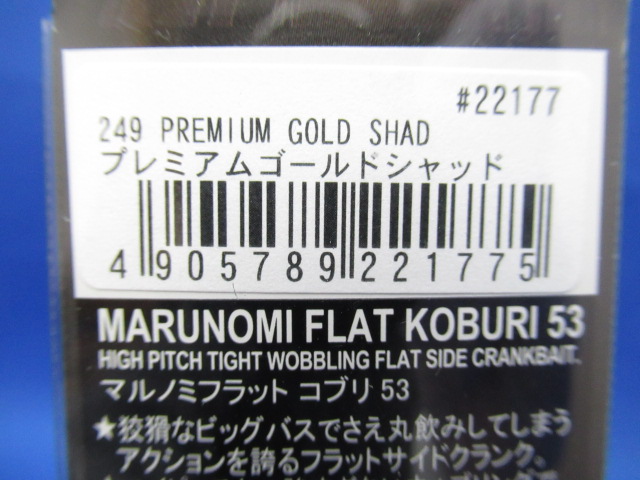 #22177
249 PREMIUM GOLD SHAD
プレミアムゴールドシャッド
4 905789 221775
MARUNOMI FLAT KOBURI 53
HIGH PITCH TIGHT WOBBLING FLAT SIDE CRANKBAIT.
マルノミフラット コブリ 53
★狡猾なビッグバスでさえ丸飲みしてしまう
アクションを誇るフラットサイドクランク。